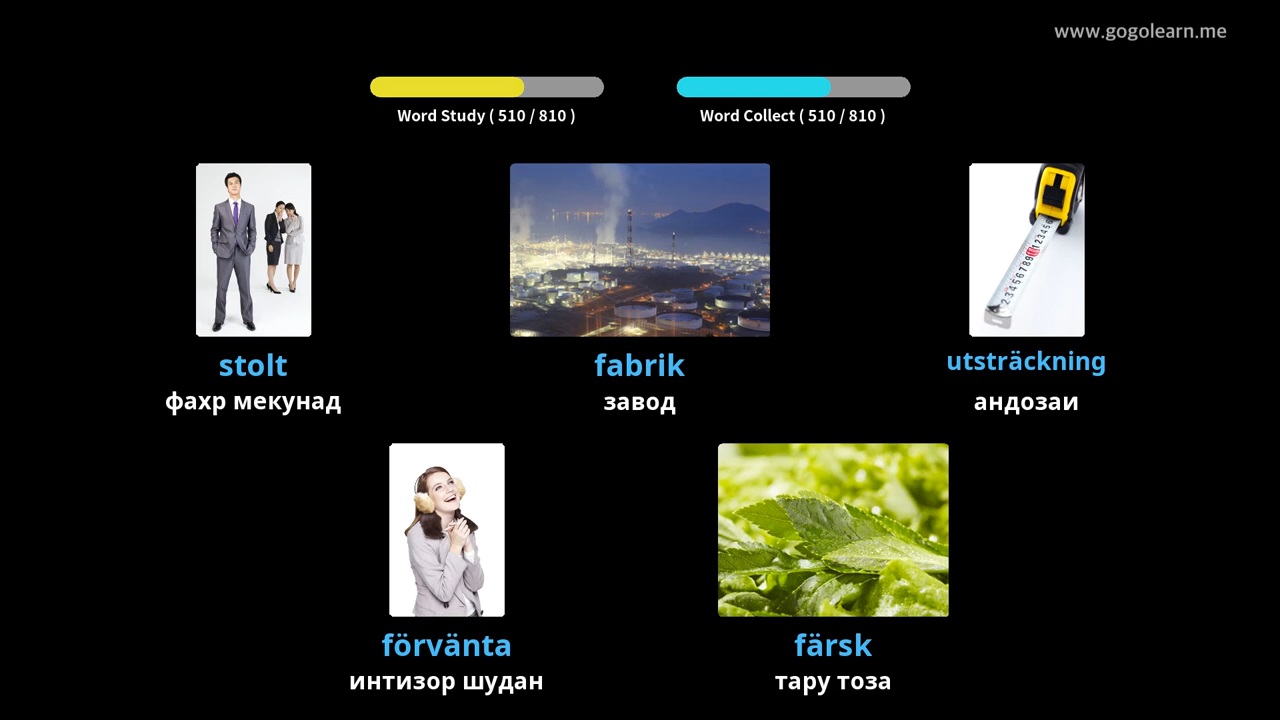 www.gogolearn.me
Word Study ( 510 / 810 )
Word Collect ( 510 / 810 )
stolt
фахр мекунад
fabrik
завод
utsträckning
андозаи
förvänta
интизор шудан
färsk
тару тоза